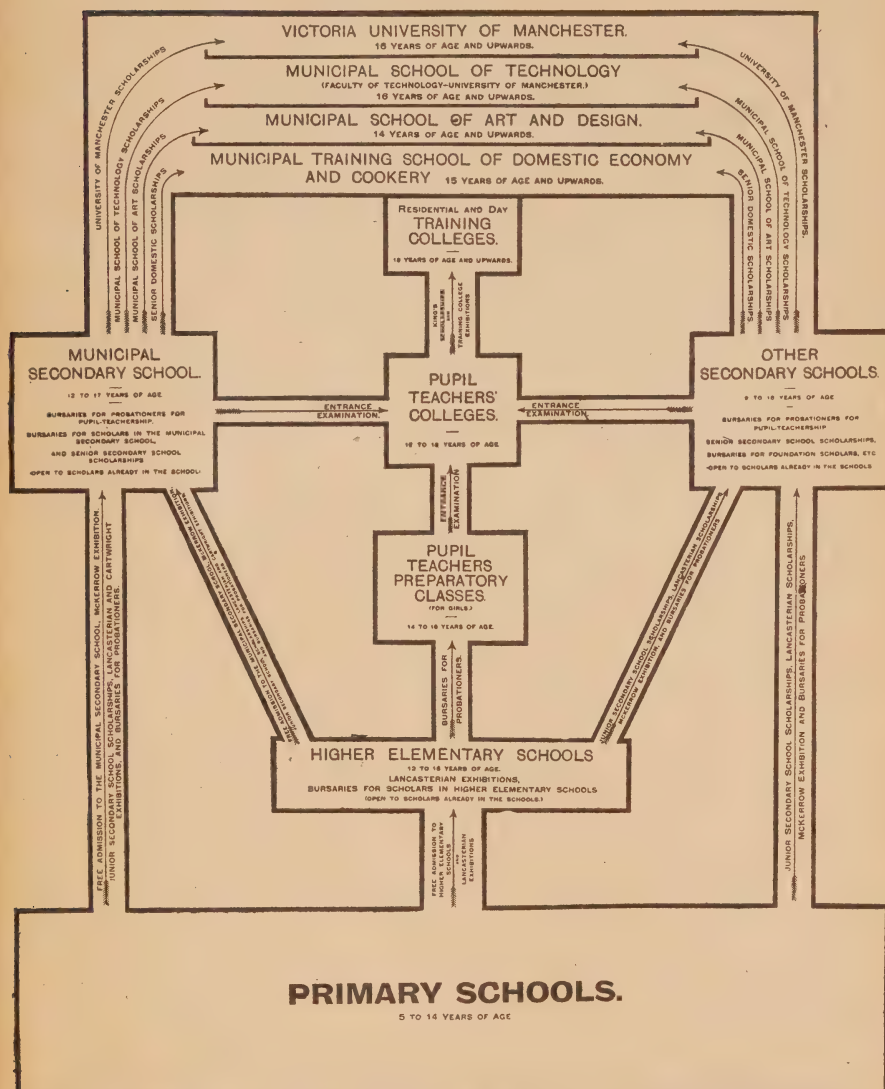 VICTORIA UNIVERSITY OF MANCHESTER.
16 YEARS OF AGE AND UPWARDS.
MUNICIPAL SCHOOL OF TECHNOLOGY
(FACULTY OF TECHNOLOGY-UNIVERSITY OF MANCHESTER.)
16 YEARS OF AGE AND UPWARDS.
MUNICIPAL SCHOOL OF ART AND DESIGN.
14 YEARS OF AGE AND UPWARDS.
MUNICIPAL TRAINING SCHOOL OF DOMESTIC ECONOMY
AND COOKERY 15 YEARS OF AGE AND UPWARDS.
UNIVERSITY OF MANCHESTER SCHOLARSHIPS
MUNICIPAL SCHOOL OF TECHNOLOGY SCHOLARSHIPS
MUNICIPAL SCHOOL OF ART SCHOLARSHIPS
SENIOR DOMESTIC SCHOLARSHIPS
UNIVERSITY OF MANCHESTER SCHOLARSHIPS.
MUNICIPAL SCHOOL OF TECHNOLOGY SCHOLARSHIPS
MUNICIPAL SCHOOL OF ART SCHOLARSHIPS
SENIOR DOMESTIC SCHOLARSHIPS
RESIDENTIAL AND DAY
TRAINING
COLLEGES.
18 YEARS OF AGE AND UPWARDS.
KING'S
SCHOLARSHIPS
AND
TRAINING COLLEGE
EXHIBITIONS
MUNICIPAL
SECONDARY SCHOOL.
12 TO 17 YEARS OF AGE
BURSARIES FOR PROBATIONERS FOR
PUPIL-TEACHERSHIP.
BURSARIES FOR SCHOLARS IN THE MUNICIPAL
SECONDARY SCHOOL,
AND SENIOR SECONDARY SCHOOL
SCHOLARSHIPS
(OPEN TO SCHOLARS ALREADY IN THE SCHOOL)
ENTRANCE
EXAMINATION.
PUPIL
TEACHERS'
COLLEGES.
16 TO 18 YEARS OF AGE
ENTRANCE
EXAMINATION.
OTHER
SECONDARY SCHOOLS.
9 TO 18 YEARS OF AGE
BURSARIES FOR PROBATIONERS FOR
PUPIL-TEACHERSHIP
SENIOR SECONDARY SCHOOL SCHOLARSHIPS,
BURSARIES FOR FOUNDATION SCHOLARS, ETC
(OPEN TO SCHOLARS ALREADY IN THE SCHOOLS
ENTRANCE
EXAMINATION
PUPIL
TEACHERS
PREPARATORY
CLASSES.
(FOR GIRLS.)
14 TO 16 YEARS OF AGE.
BURSARIES FOR
PROBATIONERS.
FREE ADMISSION TO THE MUNICIPAL SECONDARY SCHOOL, MCKERROW EXHIBITION,
JUNIOR SECONDARY SCHOOL SCHOLARSHIPS, LANCASTERIAN AND CARTWRIGHT
EXHIBITIONS, AND BURSARIES FOR PROBATIONERS.
FREE ADMISSION TO THE MUNICIPAL SECONDARY SCHOOL, MCKERROW EXHIBITION,
JUNIOR SECONDARY SCHOOL SCHOLARSHIPS, LANCASTERIAN SCHOLARSHIPS
MCKERROW EXHIBITION, AND BURSARIES FOR PROBATIONERS
JUNIOR SECONDARY SCHOOL SCHOLARSHIPS, LANCASTERIAN SCHOLARSHIPS,
MCKERROW EXHIBITION AND BURSARIES FOR PROBATIONERS
HIGHER ELEMENTARY SCHOOLS
12 TO 16 YEARS OF AGE.
LANCASTERIAN EXHIBITIONS,
BURSARIES FOR SCHOLARS IN HIGHER ELEMENTARY SCHOOLS
(OPEN TO SCHOLARS ALREADY IN THE SCHOOLS.)
FREE ADMISSION TO
HIGHER ELEMENTARY
SCHOOLS
AND
LANCASTERIAN
EXHIBITIONS
PRIMARY SCHOOLS.
5 TO 14 YEARS OF AGE